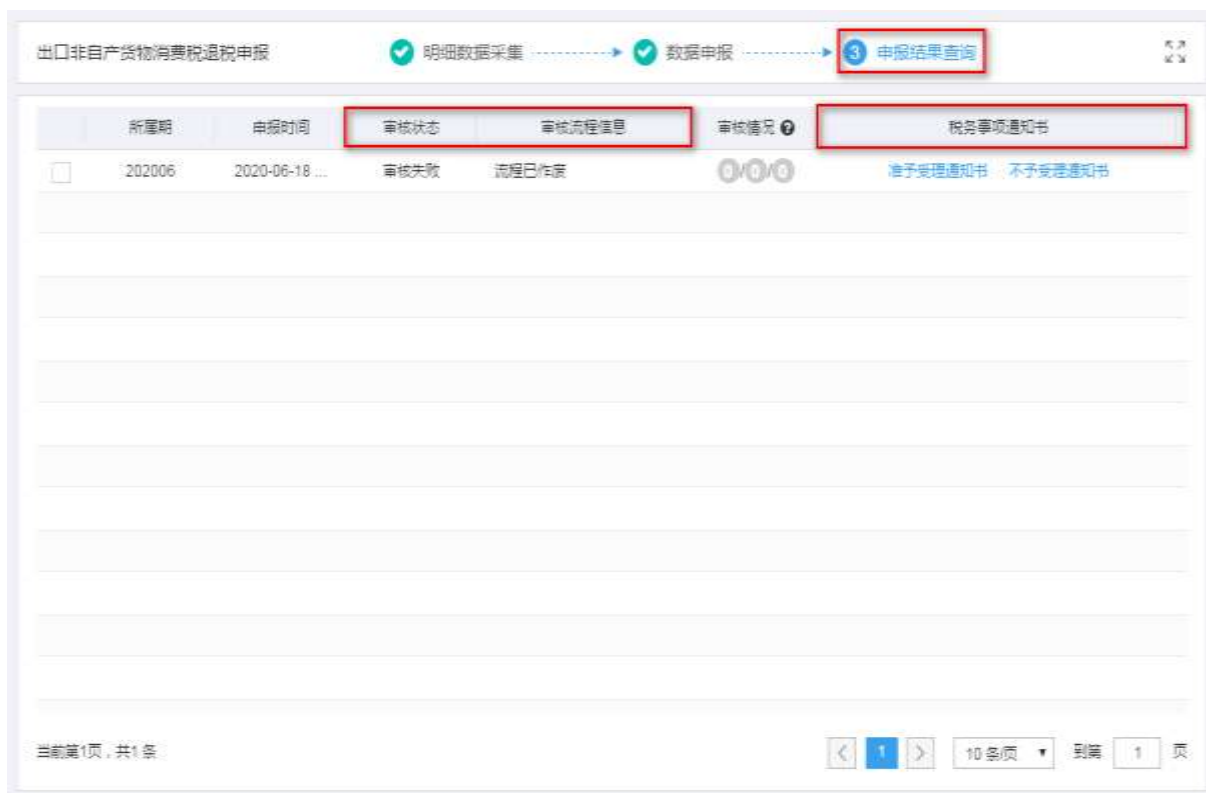 出口非自产货物消费税退税申报 明细数据采集 数据申报 3 申报结果查询
所属期 申报时间 审核状态 审核流程信息 审核情况 税务事项通知书
202006 2020-06-18 ... 审核失败 流程已作废 0/0/0 准予受理通知书 不予受理通知书
当前第1页，共1条 < 1 > 10 条/页 到第 1 页